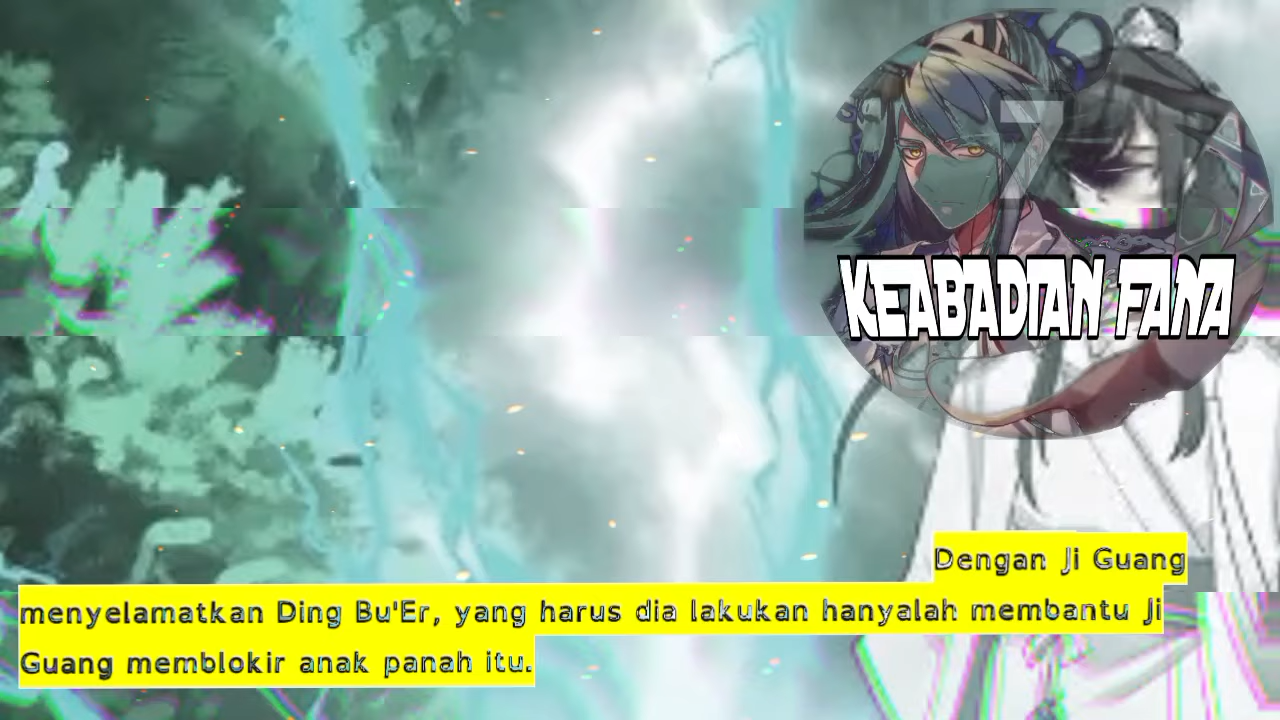 7
KEABADIAN FANA
Dengan Ji Guang
menyelamatkan Ding Bu'Er, yang harus dia lakukan hanyalah membantu Ji
Guang memblokir anak panah itu.